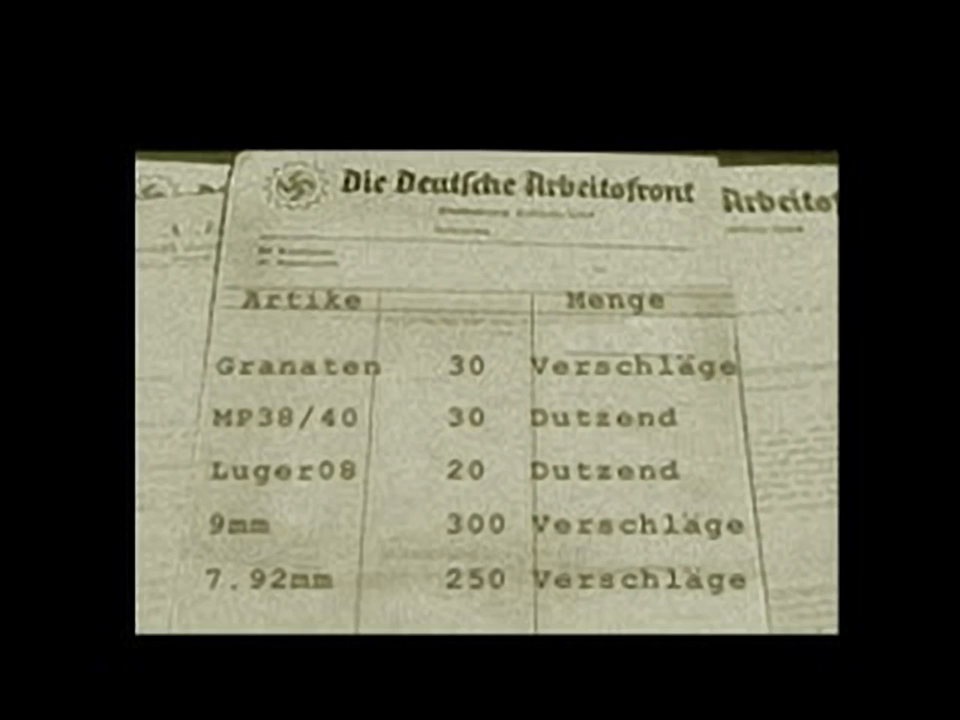 Die Deutsche Arbeitsfront
Arbeitsf
Artike
Menge
Granaten 30 Verschläge
MP38/40 30 Dutzend
Luger08 20 Dutzend
9mm 300 Verschläge
7.92mm 250 Verschläge